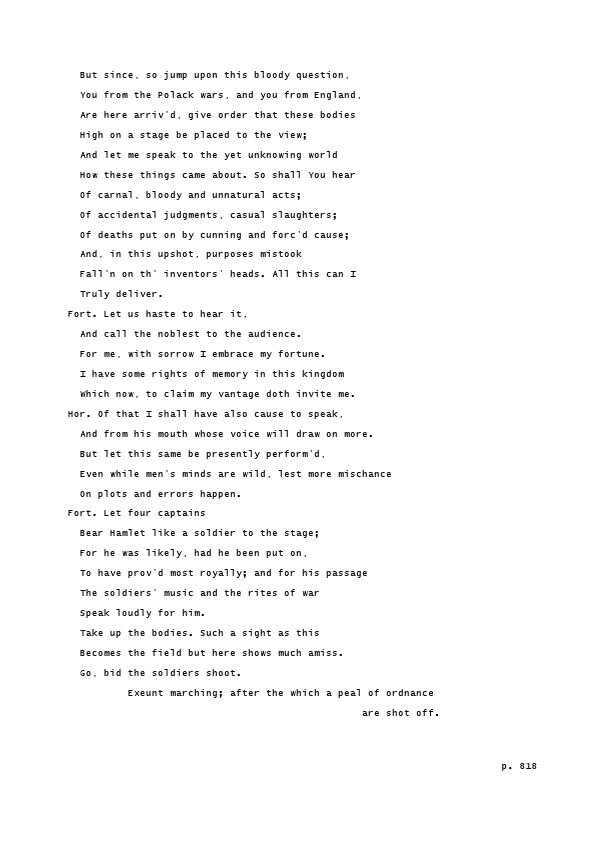 But since, so jump upon this bloody question,
You from the Polack wars, and you from England,
Are here arriv'd, give order that these bodies
High on a stage be placed to the view;
And let me speak to the yet unknowing world
How these things came about. So shall You hear
Of carnal, bloody and unnatural acts;
Of accidental judgments, casual slaughters;
Of deaths put on by cunning and forc'd cause;
And, in this upshot, purposes mistook
Fall'n on th' inventors' heads. All this can I
Truly deliver.
Fort. Let us haste to hear it,
And call the noblest to the audience.
For me, with sorrow I embrace my fortune.
I have some rights of memory in this kingdom
Which now, to claim my vantage doth invite me.
Hor. Of that I shall have also cause to speak,
And from his mouth whose voice will draw on more.
But let this same be presently perform'd,
Even while men's minds are wild, lest more mischance
On plots and errors happen.
Fort. Let four captains
Bear Hamlet like a soldier to the stage;
For he was likely, had he been put on,
To have prov'd most royally; and for his passage
The soldiers' music and the rites of war
Speak loudly for him.
Take up the bodies. Such a sight as this
Becomes the field but here shows much amiss.
Go, bid the soldiers shoot.
Exeunt marching; after the which a peal of ordnance
are shot off.
p. 818